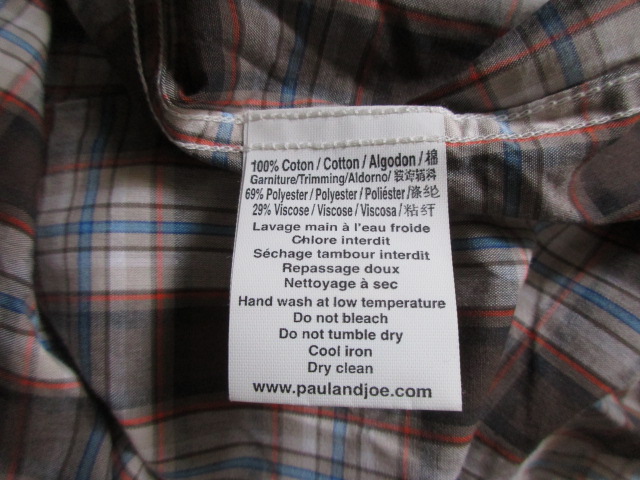 100% Coton / Cotton / Algodon / 棉
Garniture/Trimming/Aldorno/
69% Polyester / Polyester / Poliéster / 涤纶
29% Viscose / Viscose / Viscosa / 粘纤
Lavage main à l'eau froide
Chlore interdit
Séchage tambour interdit
Repassage doux
Nettoyage à sec
Hand wash at low temperature
Do not bleach
Do not tumble dry
Cool iron
Dry clean
www.paulandjoe.com